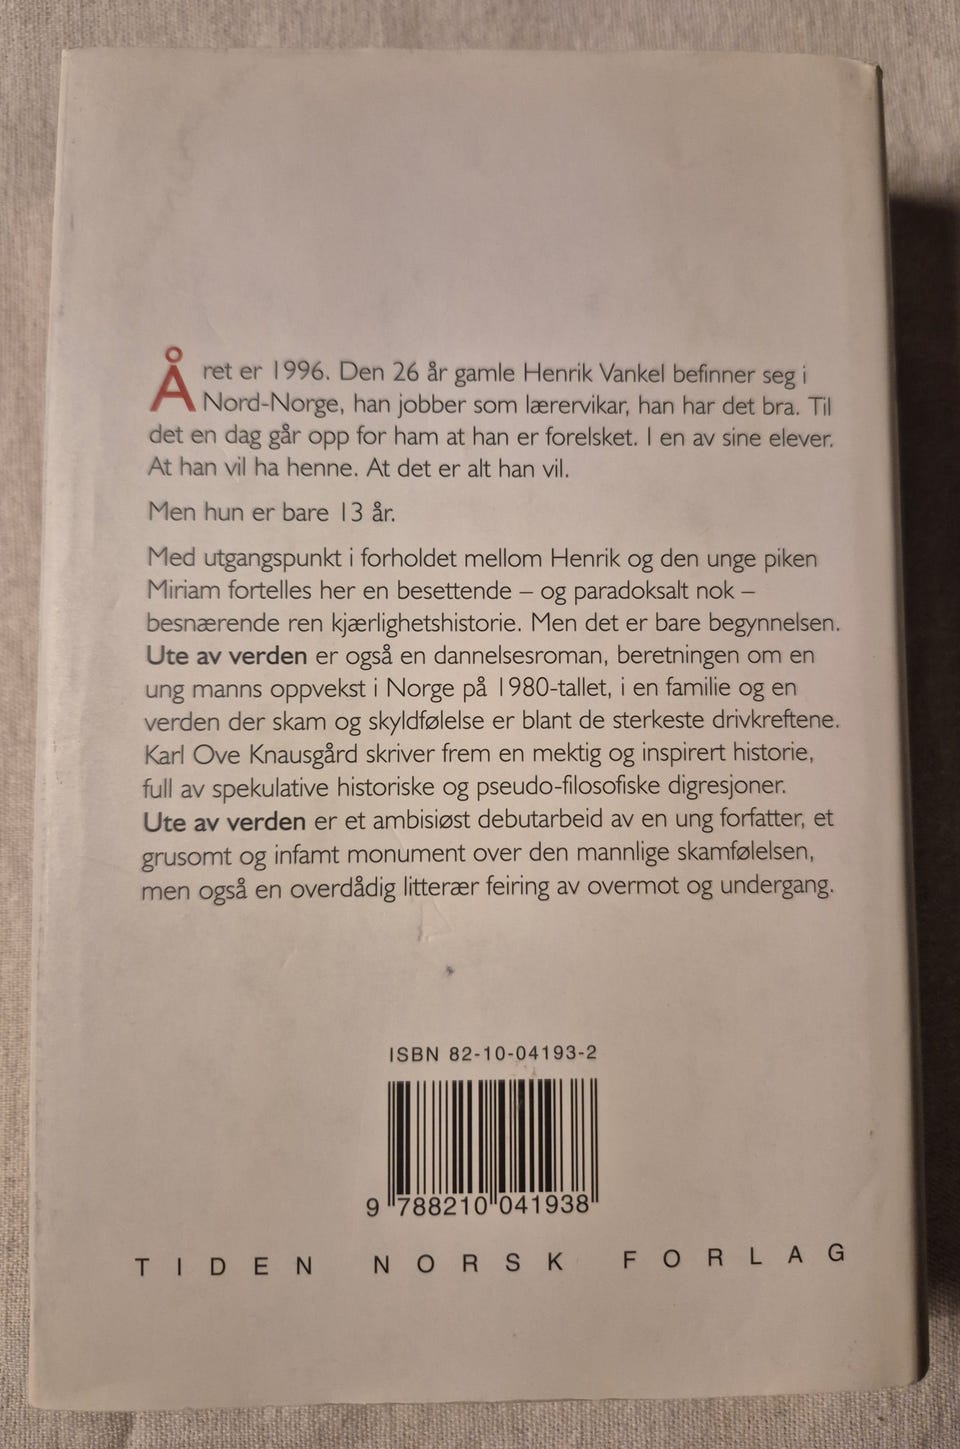 Året er 1996. Den 26 år gamle Henrik Vankel befinner seg i
Nord-Norge, han jobber som lærervikar, han har det bra. Til
det en dag går opp for ham at han er forelsket. I en av sine elever.
At han vil ha henne. At det er alt han vil.
Men hun er bare 13 år.
Med utgangspunkt i forholdet mellom Henrik og den unge piken
Miriam fortelles her en besettende – og paradoksalt nok –
besnærende ren kjærlighetshistorie. Men det er bare begynnelsen.
Ute av verden er også en dannelsesroman, beretningen om en
ung manns oppvekst i Norge på 1980-tallet, i en familie og en
verden der skam og skyldfølelse er blant de sterkeste drivkreftene.
Karl Ove Knausgård skriver frem en mektig og inspirert historie,
full av spekulative historiske og pseudo-filosofiske digresjoner.
Ute av verden er et ambisiøst debutarbeid av en ung forfatter, et
grusomt og infamt monument over den mannlige skamfølelsen,
men også en overdådig litterær feiring av overmot og undergang.
ISBN 82-10-04193-2
9 788210 041938
TIDEN NORSK FORLAG